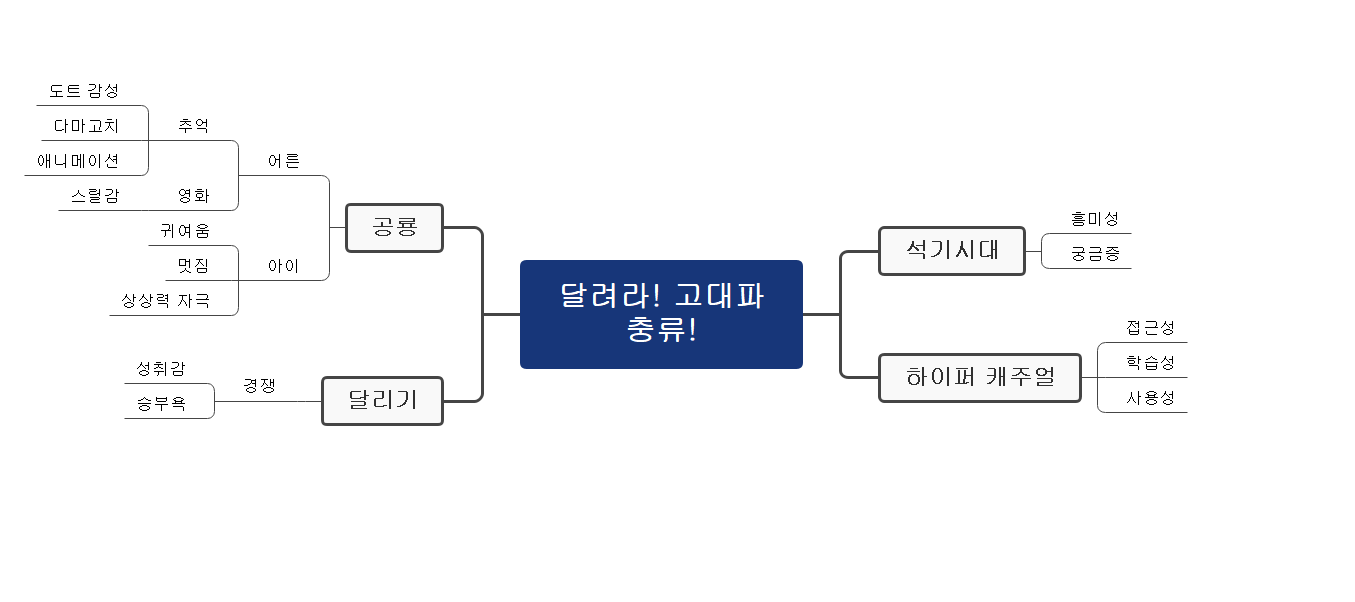 도트 감성
다마고치
추억
애니메이션
어른
스릴감
영화
귀여움
공룡
멋짐
아이
상상력 자극
성취감
경쟁
승부욕
달리기
달려라! 고대파
충류!
석기시대
흥미성
궁금증
하이퍼 캐주얼
접근성
학습성
사용성